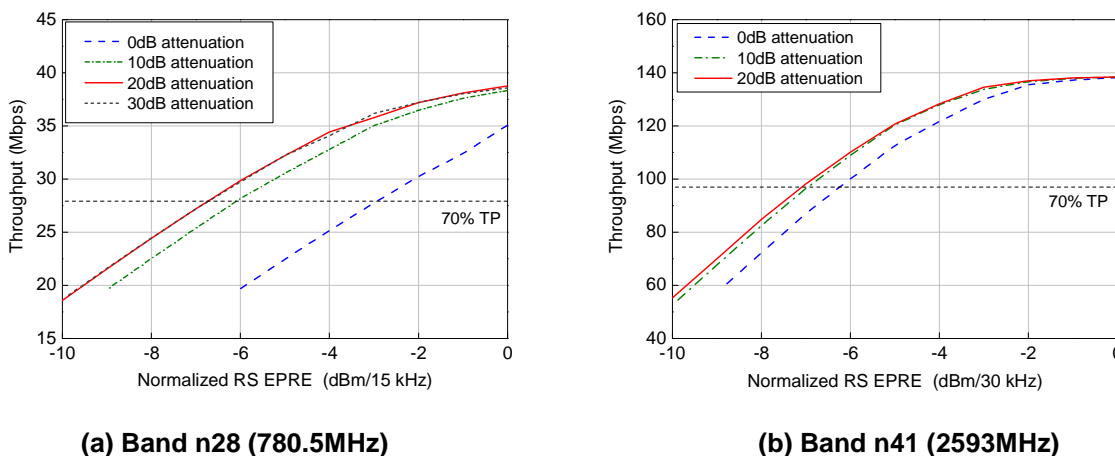 45
40
35
30
25
20
15
Throughput (Mbps)
0dB attenuation
10dB attenuation
20dB attenuation
30dB attenuation
70% TP
-10 -8 -6 -4 -2 0
Normalized RS EPRE (dBm/15 kHz)
(a) Band n28 (780.5MHz)
160
140
120
100
80
60
40
Throughput (Mbps)
0dB attenuation
10dB attenuation
20dB attenuation
70% TP
-10 -8 -6 -4 -2 0
Normalized RS EPRE (dBm/30 kHz)
(b) Band n41 (2593MHz)